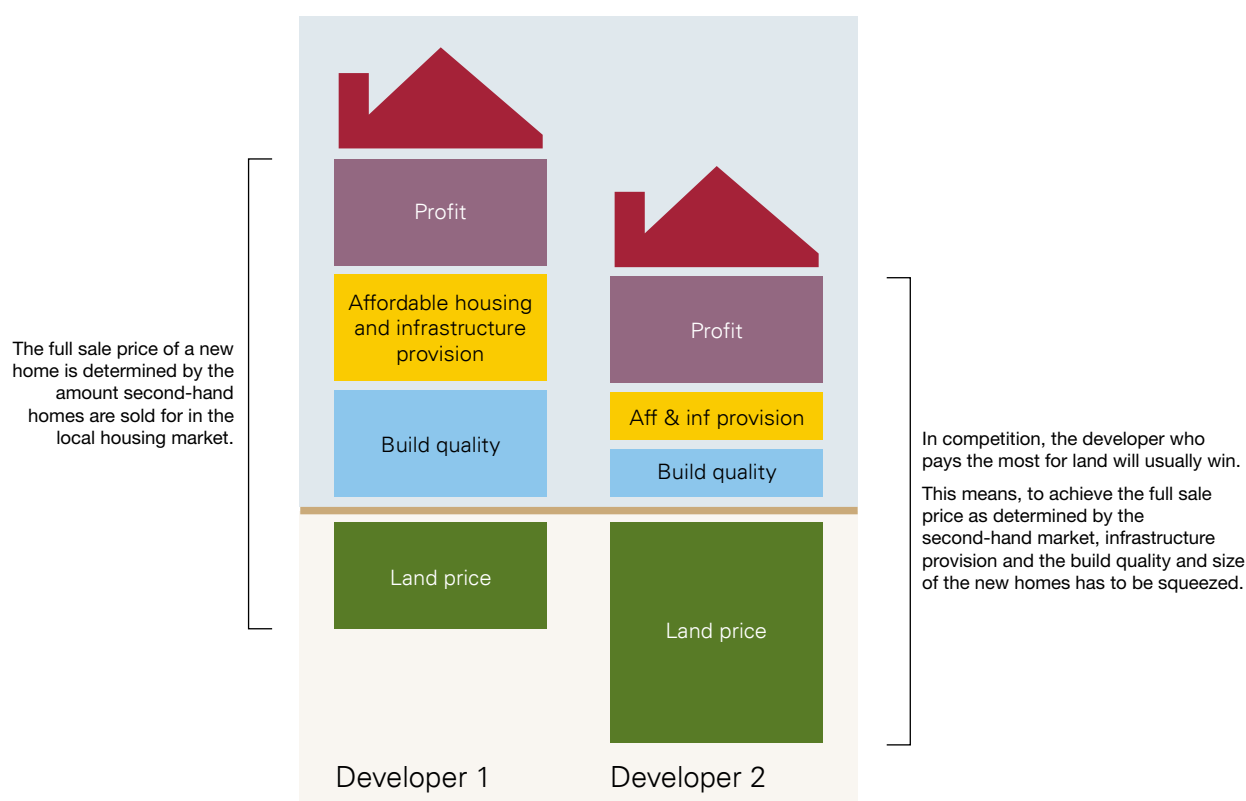 The full sale price of a new
home is determined by the
amount second-hand
homes are sold for in the
local housing market.
Profit
Affordable housing
and infrastructure
provision
Build quality
Land price
Developer 1
Profit
Aff & inf provision
Build quality
Land price
Developer 2
In competition, the developer who
pays the most for land will usually win.
This means, to achieve the full sale
price as determined by the
second-hand market, infrastructure
provision and the build quality and size
of the new homes has to be squeezed.